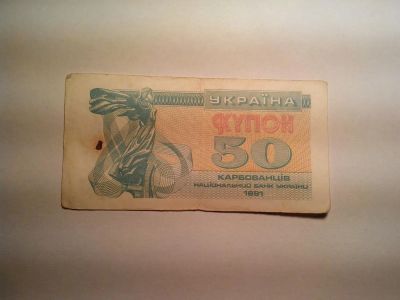 УКРАЇНА
КУПОН
50
КАРБОВАНЦІВ
НАЦІОНАЛЬНИЙ БАНК УКРАЇНИ
1991